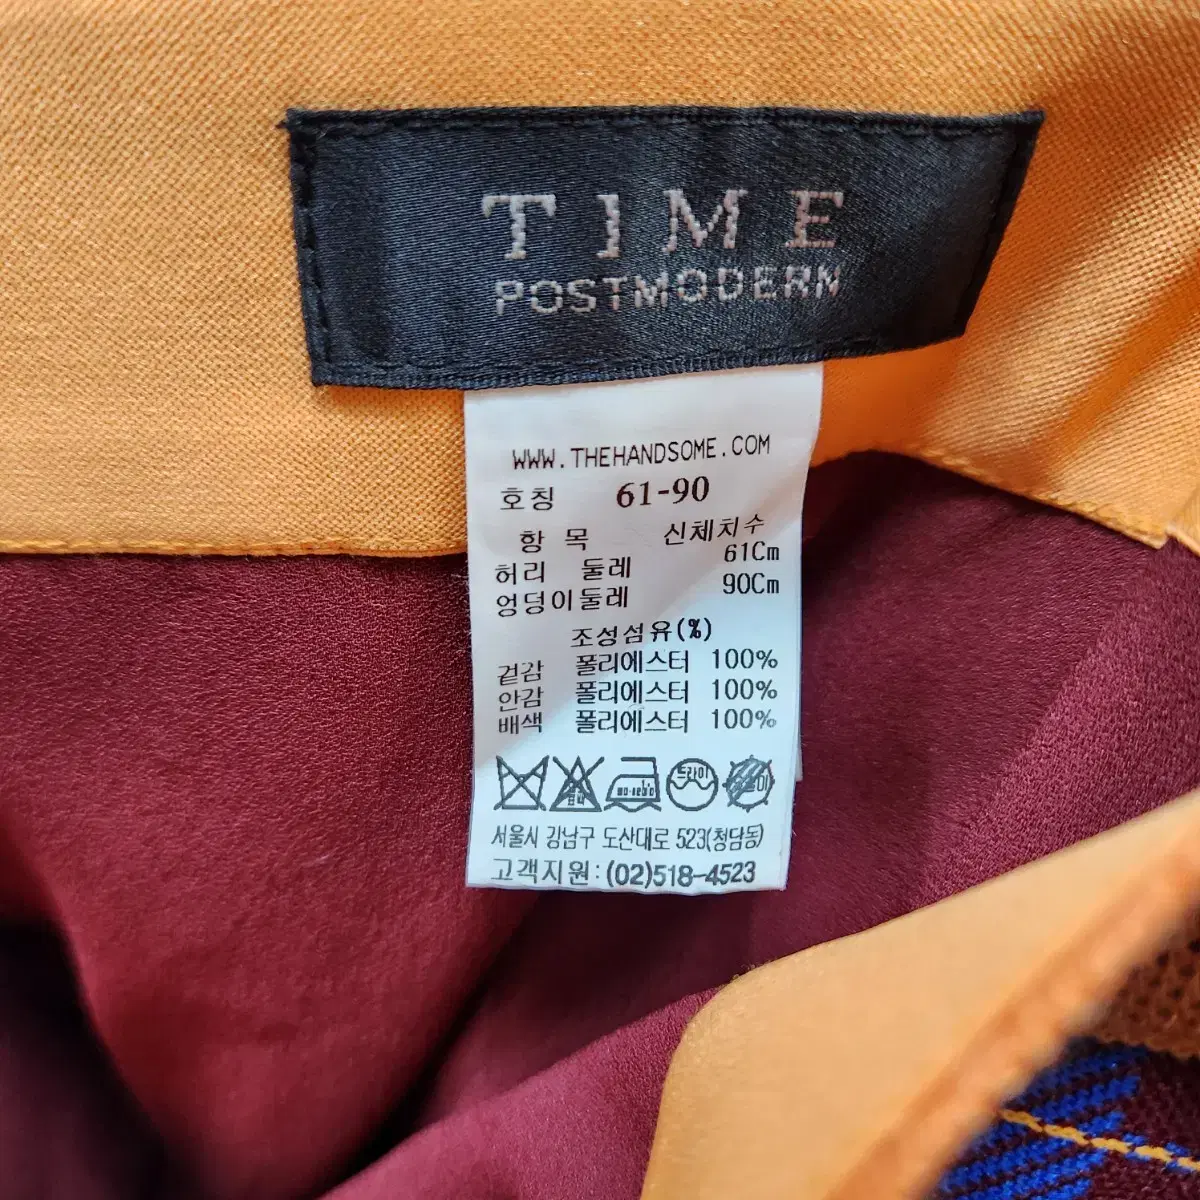 TIME
POSTMODERN
WWW.THEHANDSOME.COM
호칭 61-90
항 목 신체치수
허리 둘레 61Cm
엉덩이둘레 90Cm
조성섬유(%)
겉감 폴리에스터 100%
안감 폴리에스터 100%
배색 폴리에스터 100%
드라이
서울시 강남구 도산대로 523(청담동)
고객지원:(02)518-4523